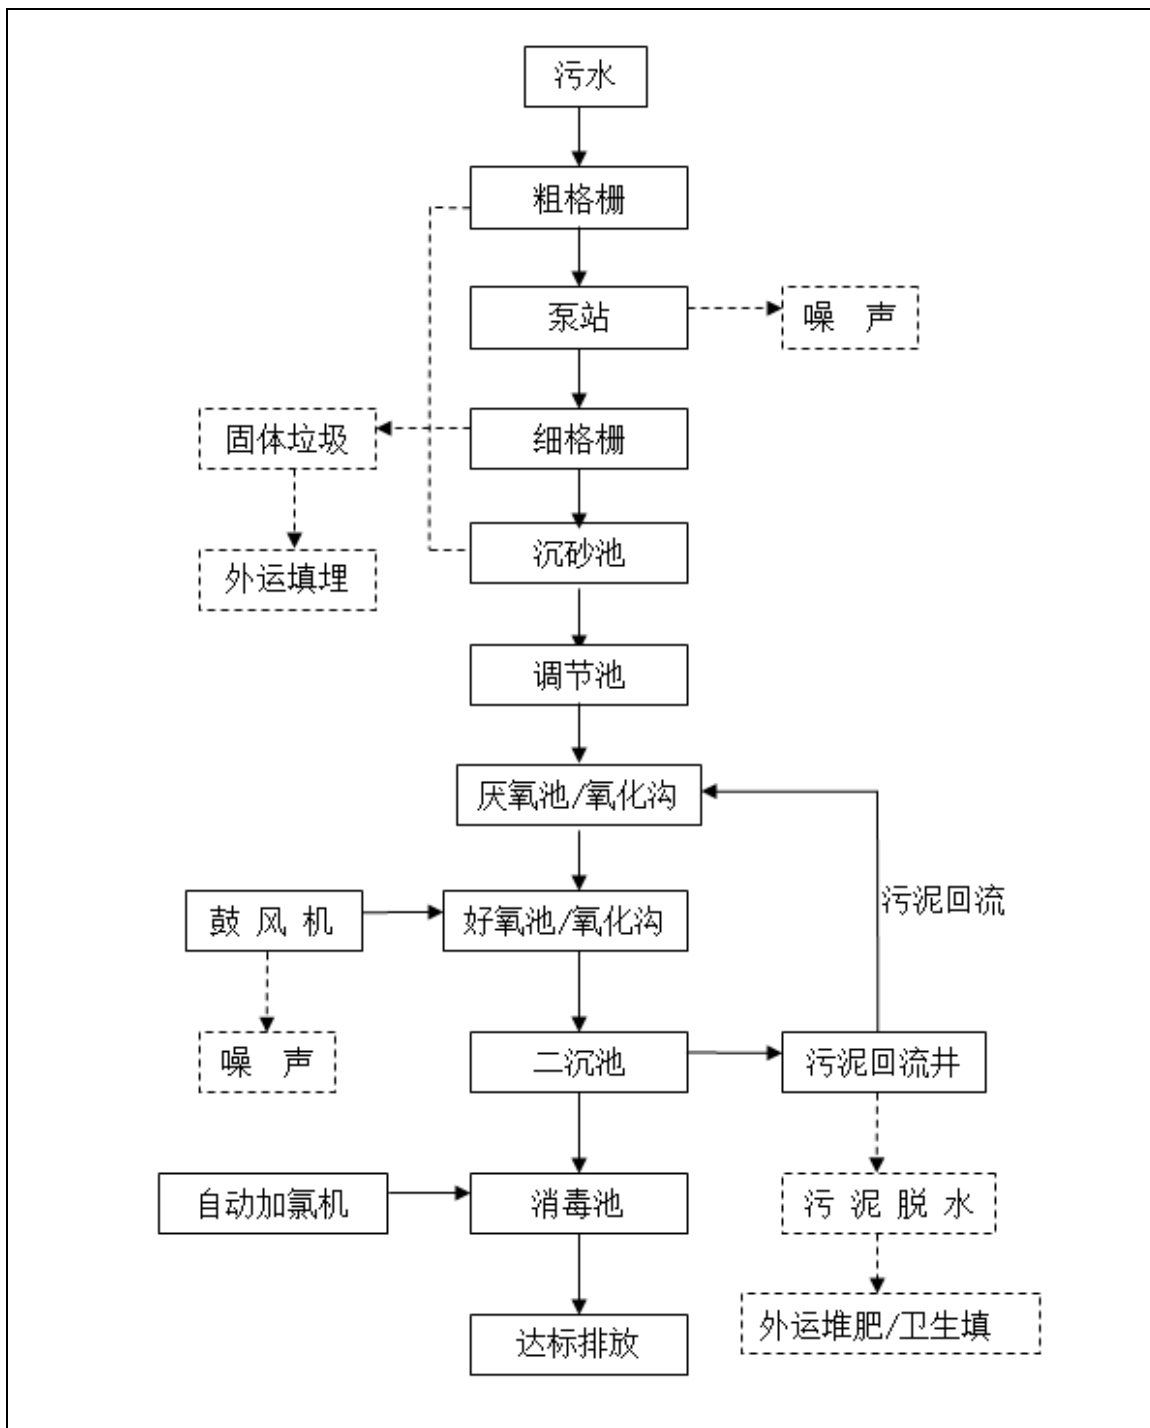 污水
粗格栅
泵站
噪 声
固体垃圾
细格栅
外运填埋
沉砂池
调节池
厌氧池/氧化沟
污泥回流
鼓 风 机
好氧池/氧化沟
噪 声
二沉池
污泥回流井
自动加氯机
消毒池
污 泥 脱 水
达标排放
外运堆肥/卫生填